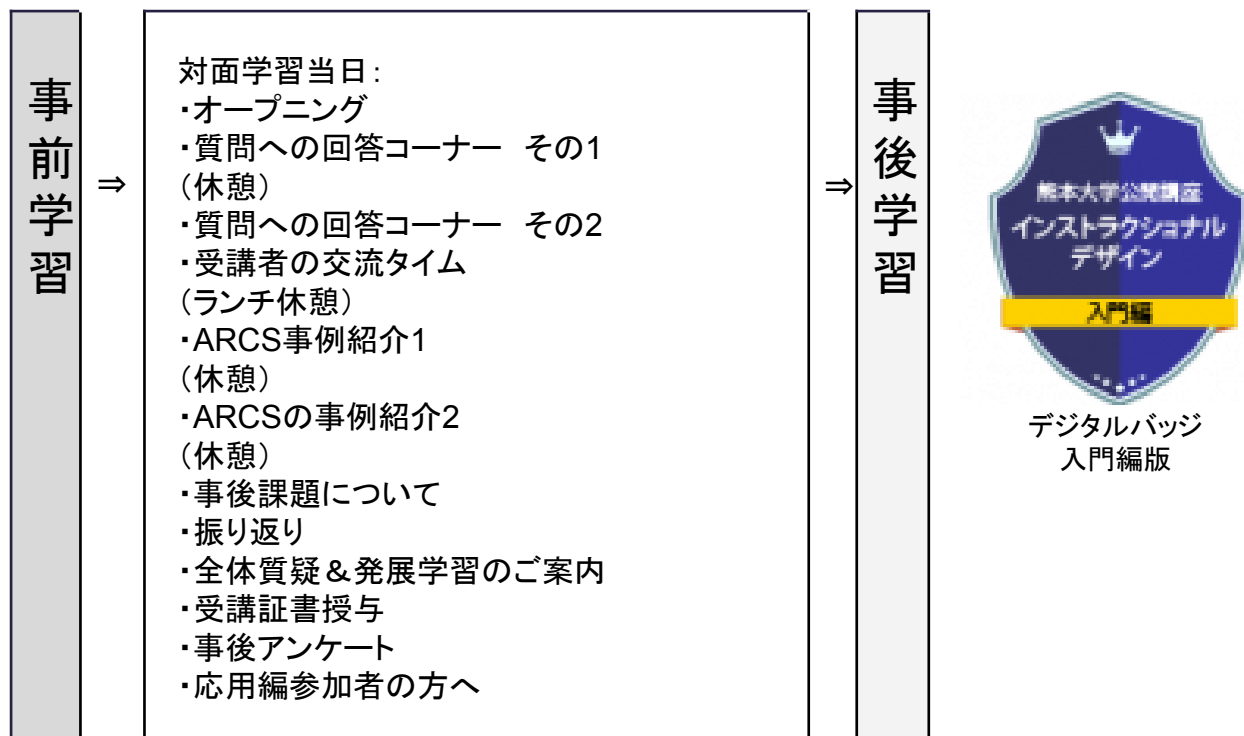 事前学習
⇒
対面学習当日:
・オープニング
・質問への回答コーナー その1
(休憩)
・質問への回答コーナー その2
・受講者の交流タイム
(ランチ休憩)
・ARCS事例紹介1
(休憩)
・ARCSの事例紹介2
(休憩)
・事後課題について
・振り返り
・全体質疑&発展学習のご案内
・受講証書授与
・事後アンケート
・応用編参加者の方へ
⇒
事後学習
熊本大学公開講座
インストラクショナル
デザイン
入門編
デジタルバッジ
入門編版